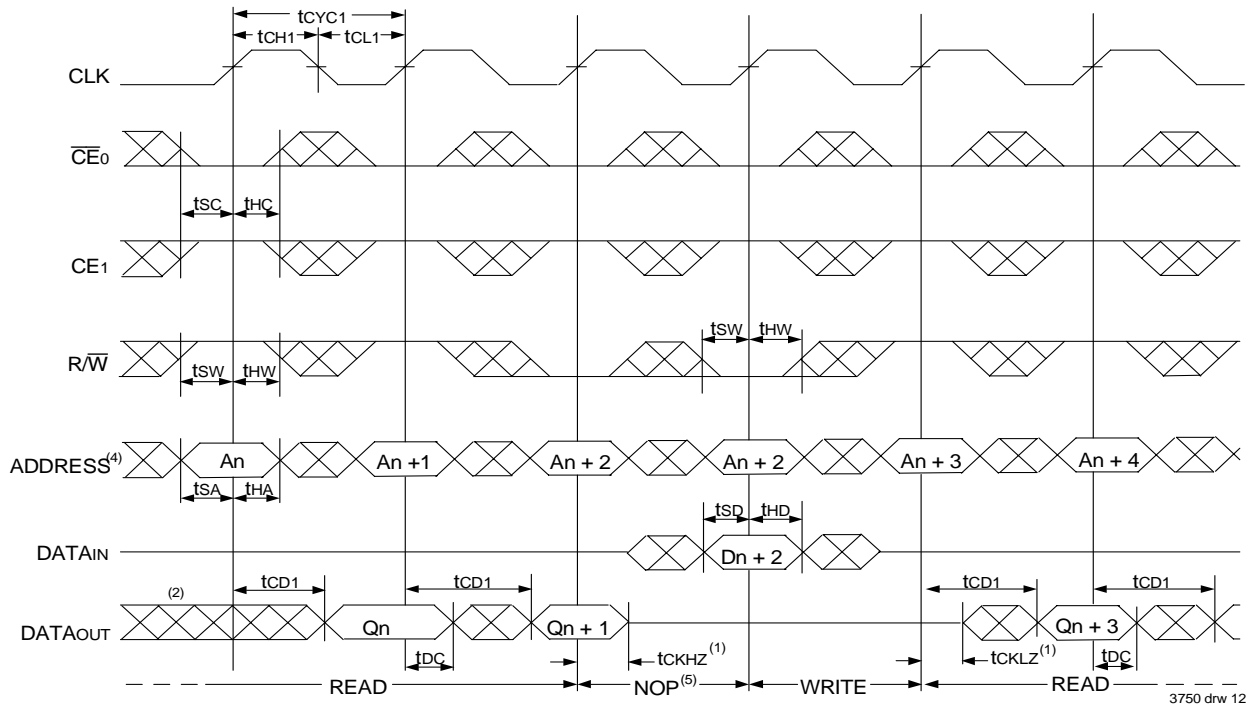 tCYC1
tCH1 tCL1
CLK
CE0
tSC tHC
CE1
tSW tHW
R/W
tSW tHW
ADDRESS(4) An An +1 An + 2 An + 2 An + 3 An + 4
tSA tHA
tSD tHD
DATAIN Dn + 2
(2) tCD1 tCD1 tCD1 tCD1
DATAOUT Qn Qn + 1 Qn + 3
tDC tCKHZ(1) tCKLZ(1) tDC
READ NOP(5) WRITE READ
3750 drw 12